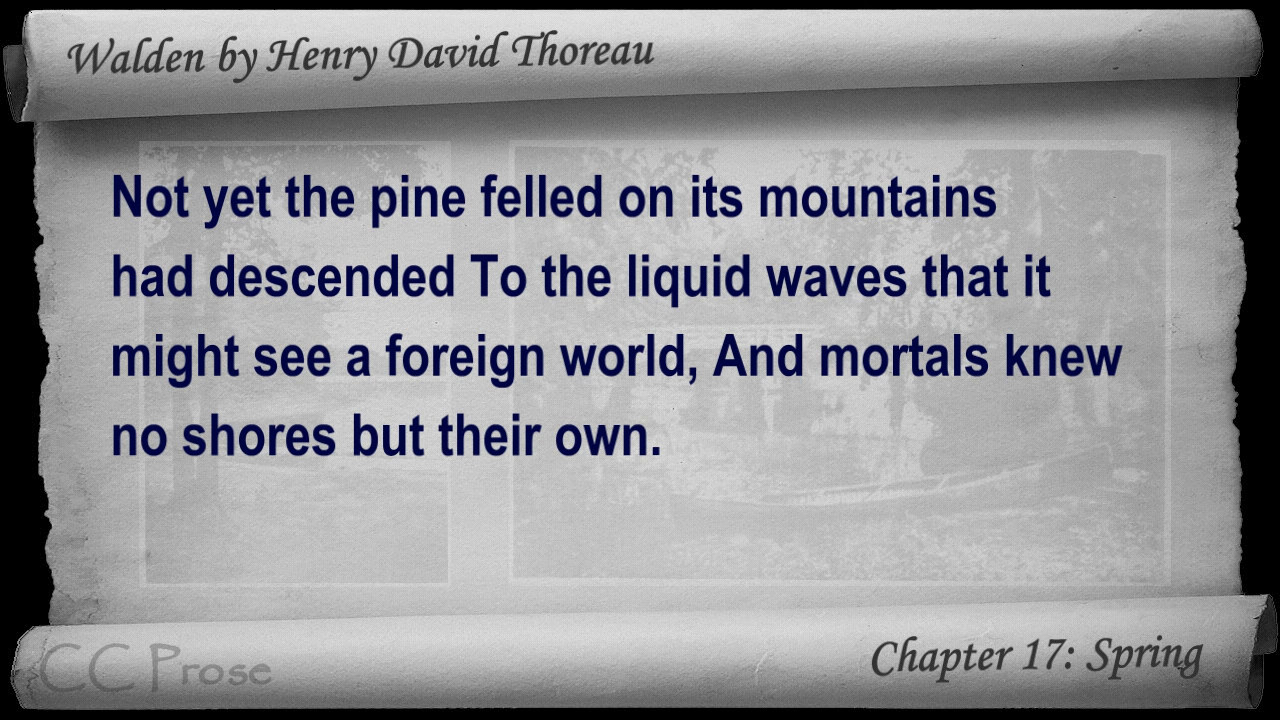 Walden by Henry David Thoreau
Not yet the pine felled on its mountains
had descended To the liquid waves that it
might see a foreign world, And mortals knew
no shores but their own.
CC Prose
Chapter 17: Spring